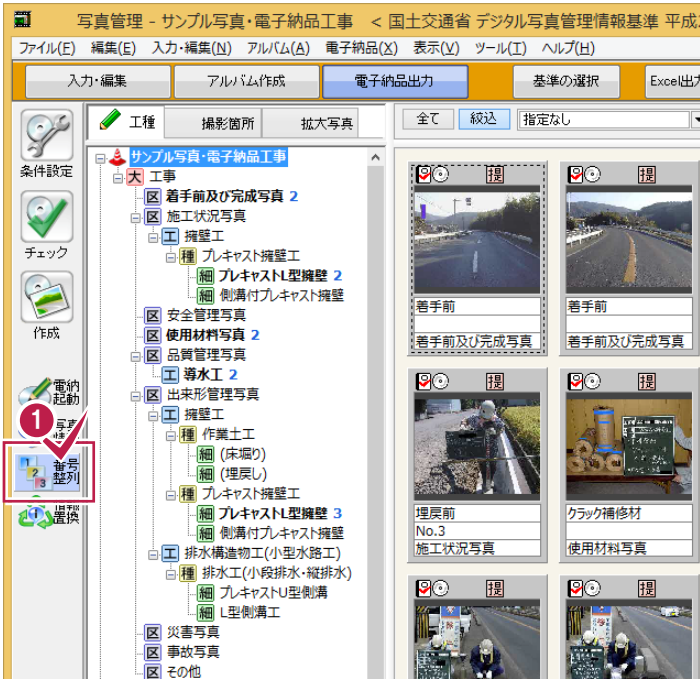 写真管理 - サンプル写真・電子納品工事 < 国土交通省 デジタル写真管理情報基準 平成
ファイル(F) 編集(E) 入力・編集(N) アルバム(A) 電子納品(X) 表示(V) ツール(T) ヘルプ(H)
入力・編集 アルバム作成 電子納品出力 基準の選択 Excel出力
条件設定
チェック
作成
電納
起動
写真
1
番号
整列
情報
置換
工種 撮影箇所 拡大写真
サンプル写真・電子納品工事
大 工事
区 着手前及び完成写真 2
区 施工状況写真
工 擁壁工
種 プレキャスト擁壁工
細 プレキャストL型擁壁 2
細 側溝付プレキャスト擁壁
区 安全管理写真
区 使用材料写真 2
区 品質管理写真
工 導水工 2
区 出来形管理写真
工 擁壁工
種 作業土工
細 (床堀り)
細 (埋戻し)
種 プレキャスト擁壁工
細 プレキャストL型擁壁 3
細 側溝付プレキャスト擁壁
工 排水構造物工(小型水路工)
種 排水工(小段排水・縦排水)
細 プレキャストU型側溝
細 L型側溝工
区 災害写真
区 事故写真
区 その他
全て 絞込 指定なし
提
着手前
着手前及び完成写真
提
着手前
着手前及び完成写真
提
埋戻前
No.3
施工状況写真
提
クラック補修材
使用材料写真
提
提